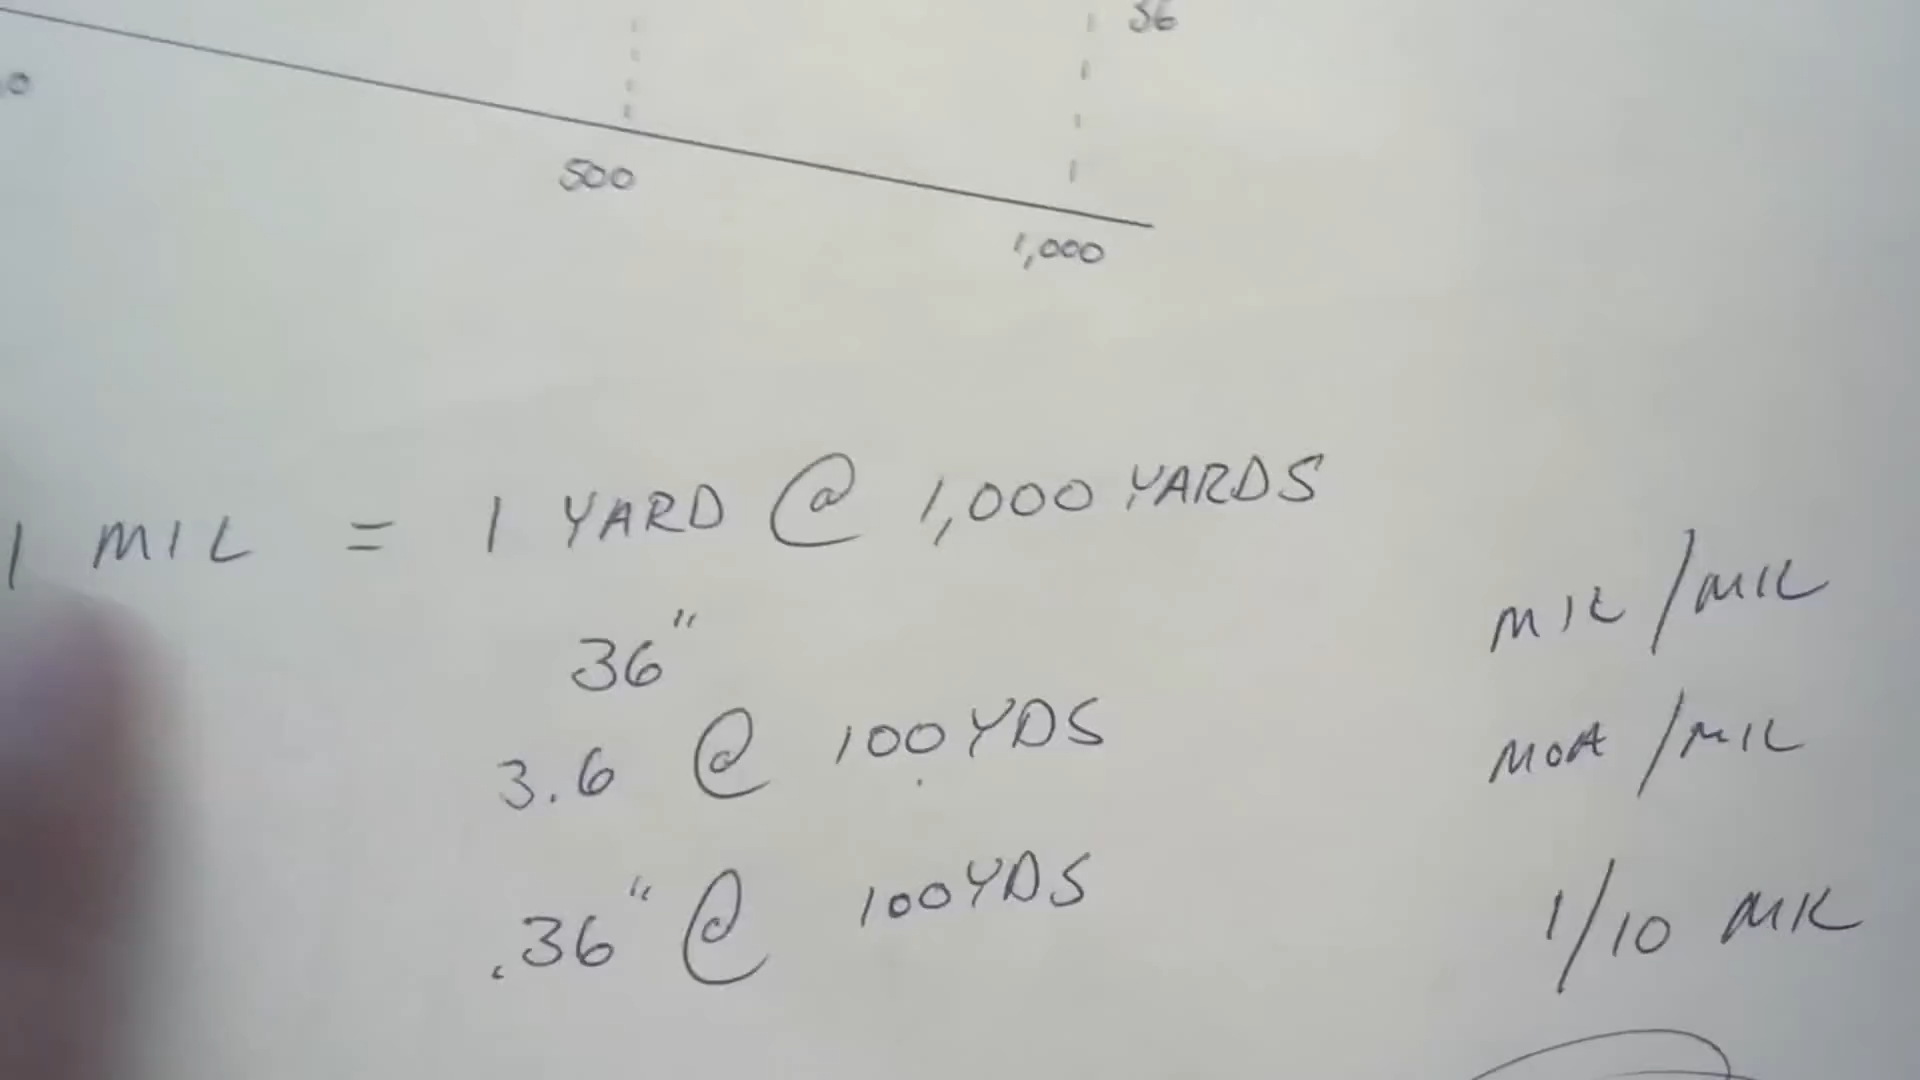 36
0
500
1,000
1 MIL = 1 YARD @ 1,000 YARDS
36"
MIL/MIL
3.6 @ 100 YDS
MOA/MIL
.36" @ 100 YDS
1/10 MIL